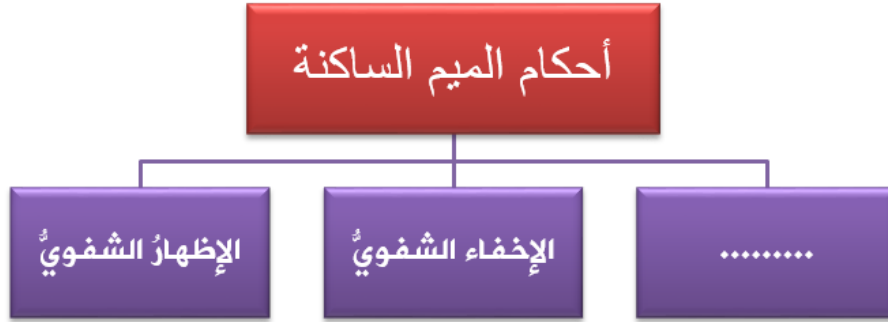 أحكام الميم الساكنة
.........
الإخفاء الشفويُّ
الإظهارُ الشفويُّ